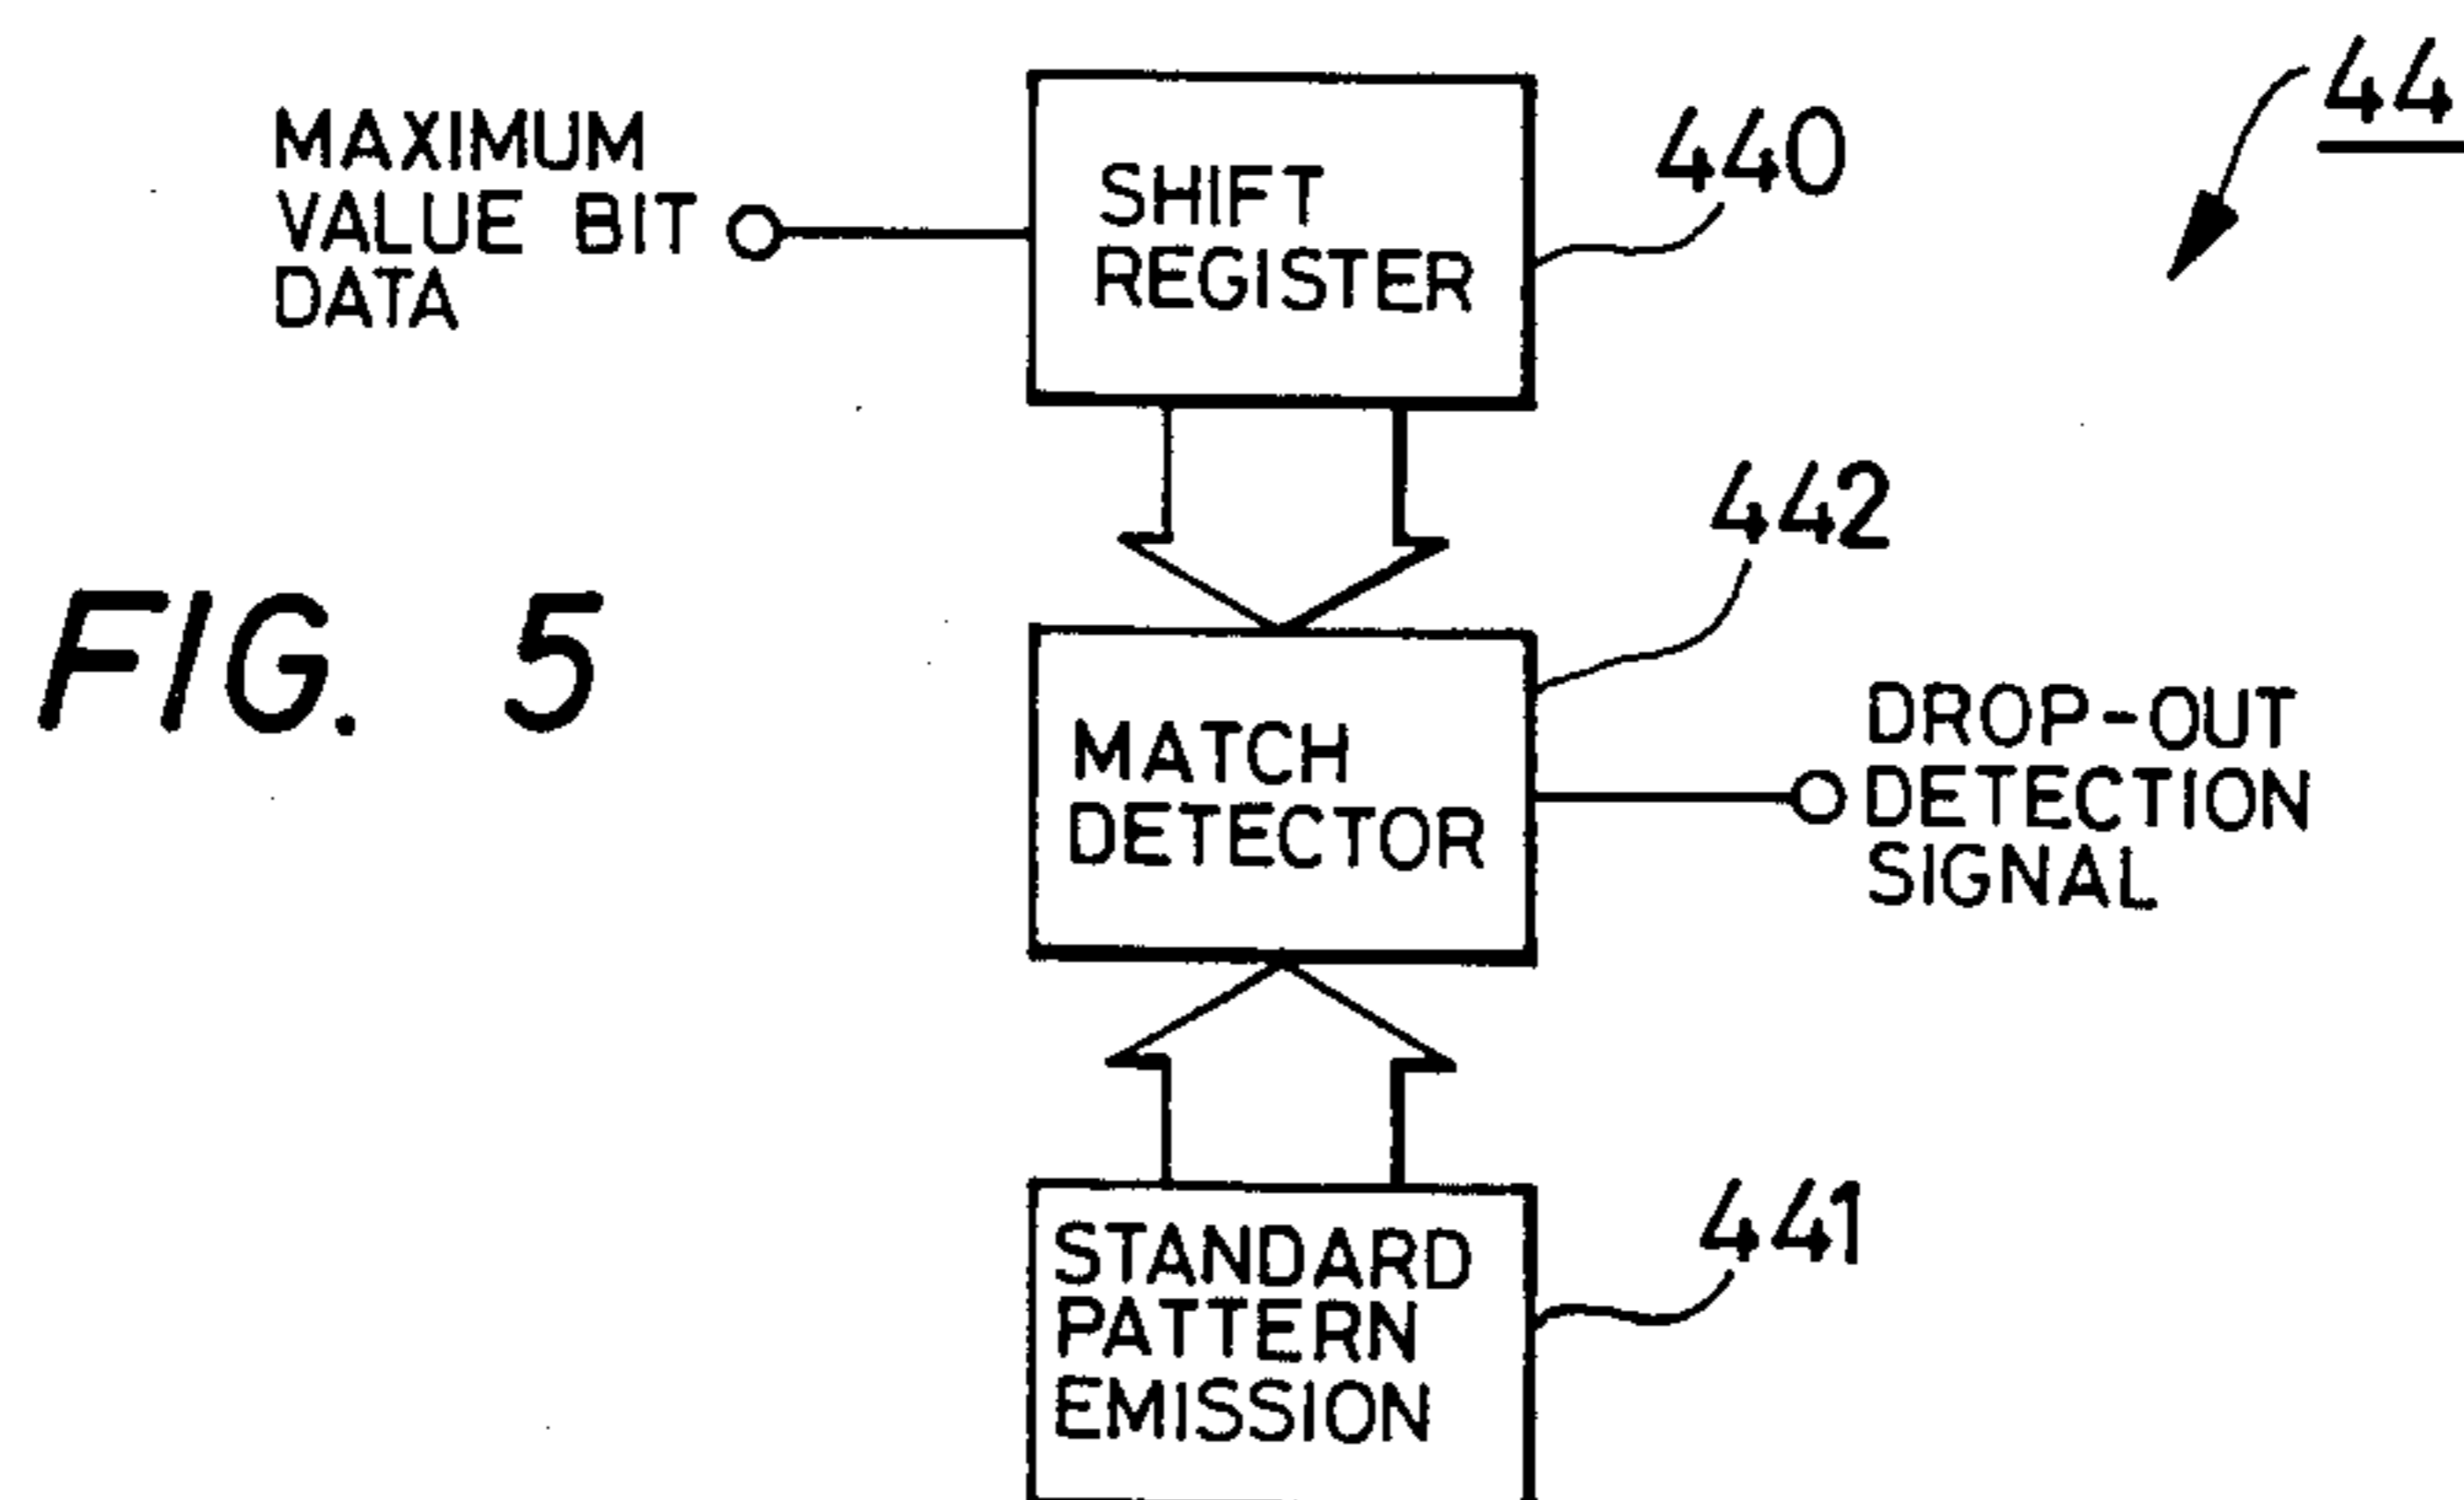 MAXIMUM
VALUE BIT
DATA
SHIFT
REGISTER
440
44
442
FIG. 5
MATCH
DETECTOR
DROP-OUT
DETECTION
SIGNAL
441
STANDARD
PATTERN
EMISSION